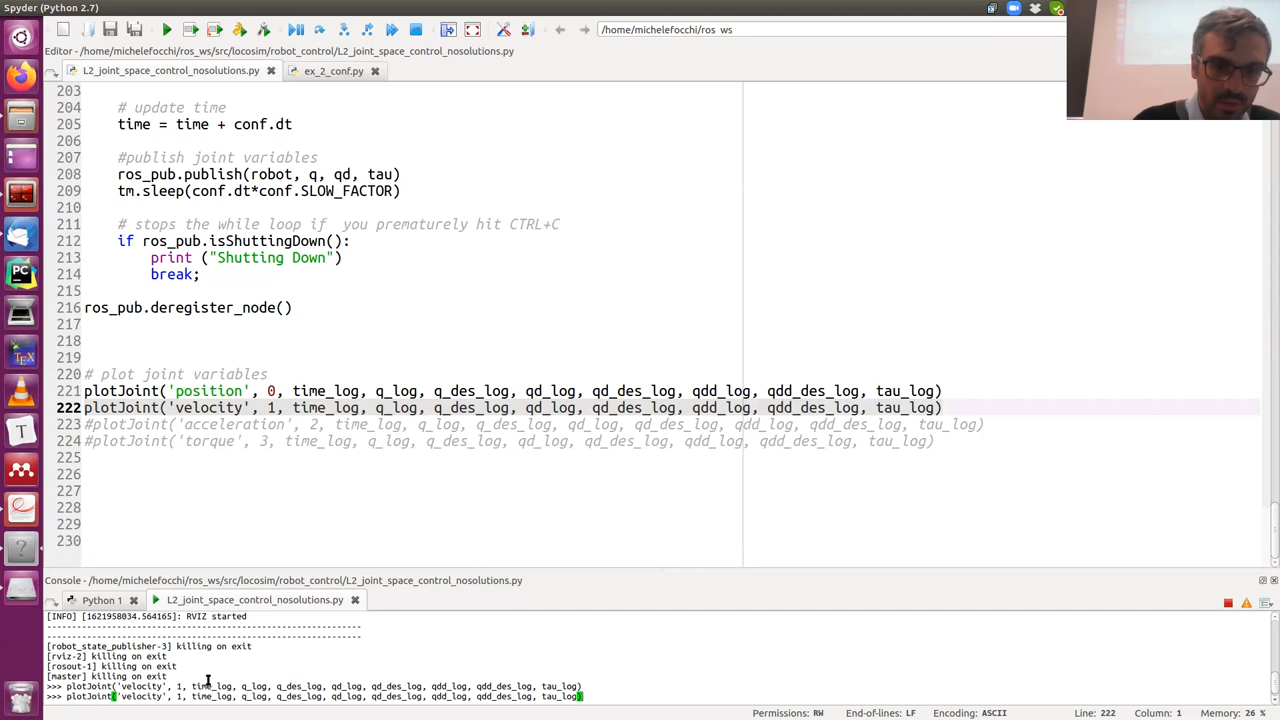 Spyder (Python 2.7)
/home/michelefocchi/ros_ws
Editor - /home/michelefocchi/ros_ws/src/locosim/robot_control/L2_joint_space_control_nosolutions.py
L2_joint_space_control_nosolutions.py
ex_2_conf.py
203
204 # update time
205 time = time + conf.dt
206
207 #publish joint variables
208 ros_pub.publish(robot, q, qd, tau)
209 tm.sleep(conf.dt*conf.SLOW_FACTOR)
210
211 # stops the while loop if  you prematurely hit CTRL+C
212 if ros_pub.isShuttingDown():
213 print ("Shutting Down")
214 break;
215
216 ros_pub.deregister_node()
217
218
219
220 # plot joint variables
221 plotJoint('position', 0, time_log, q_log, q_des_log, qd_log, qd_des_log, qdd_log, qdd_des_log, tau_log)
222 plotJoint('velocity', 1, time_log, q_log, q_des_log, qd_log, qd_des_log, qdd_log, qdd_des_log, tau_log)
223 #plotJoint('acceleration', 2, time_log, q_log, q_des_log, qd_log, qd_des_log, qdd_log, qdd_des_log, tau_log)
224 #plotJoint('torque', 3, time_log, q_log, q_des_log, qd_log, qd_des_log, qdd_log, qdd_des_log, tau_log)
225
226
227
228
229
230
Console - /home/michelefocchi/ros_ws/src/locosim/robot_control/L2_joint_space_control_nosolutions.py
Python 1
L2_joint_space_control_nosolutions.py
[INFO] [1621958034.564165]: RVIZ started
------------------------------------------------------------
------------------------------------------------------------
[robot_state_publisher-3] killing on exit
[rviz-2] killing on exit
[rosout-1] killing on exit
[master] killing on exit
>>> plotJoint('velocity', 1, time_log, q_log, q_des_log, qd_log, qd_des_log, qdd_log, qdd_des_log, tau_log)
>>> plotJoint('velocity', 1, time_log, q_log, q_des_log, qd_log, qd_des_log, qdd_log, qdd_des_log, tau_log)
Permissions: RW End-of-lines: LF Encoding: ASCII Line: 222 Column: 1 Memory: 26 %